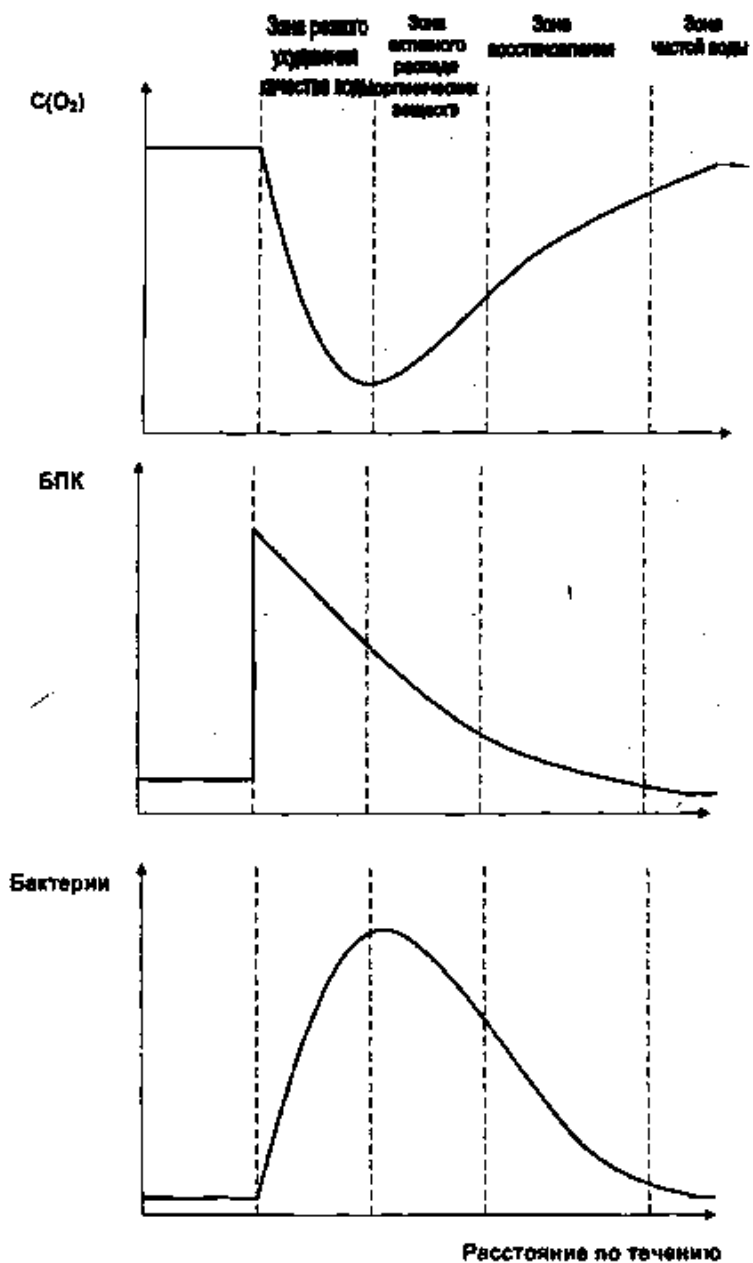 Зона резкого
ухудшения
качества воды
Зона
активного
распада
органических
веществ
Зона
восстановления
Зона
чистой воды
C(O₂)
БПК
Бактерии
Расстояние по течению